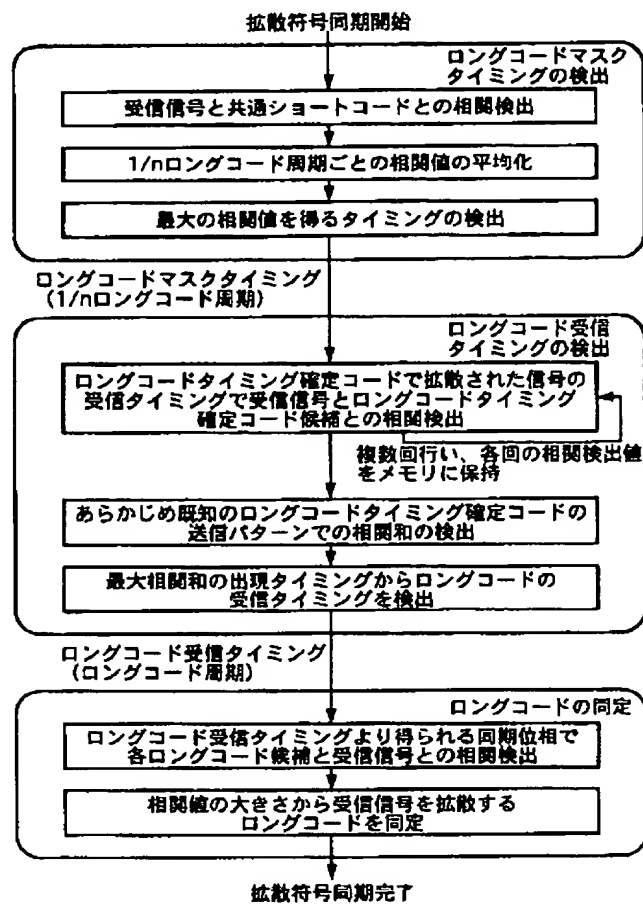 拡散符号同期開始
ロングコードマスク
タイミングの検出
受信信号と共通ショートコードとの相関検出
1/nロングコード周期ごとの相関値の平均化
最大の相関値を得るタイミングの検出
ロングコードマスクタイミング
（1/nロングコード周期）
ロングコード受信
タイミングの検出
ロングコードタイミング確定コードで拡散された信号の
受信タイミングで受信信号とロングコードタイミング
確定コード候補との相関検出
複数回行い、各回の相関検出値
をメモリに保持
あらかじめ既知のロングコードタイミング確定コードの
送信パターンでの相関和の検出
最大相関和の出現タイミングからロングコードの
受信タイミングを検出
ロングコード受信タイミング
（ロングコード周期）
ロングコードの同定
ロングコード受信タイミングより得られる同期位相で
各ロングコード候補と受信信号との相関検出
相関値の大きさから受信信号を拡散する
ロングコードを同定
拡散符号同期完了